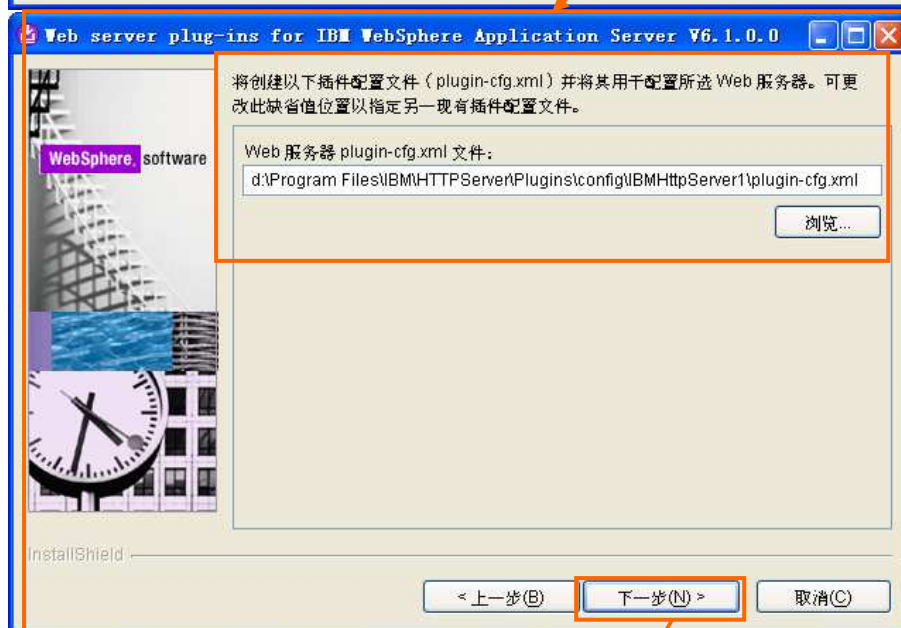 Web server plug-ins for IBM WebSphere Application Server V6.1.0.0
将创建以下插件配置文件（plugin-cfg.xml）并将其用于配置所选 Web 服务器。可更
改此缺省值位置以指定另一现有插件配置文件。
WebSphere. software
Web 服务器 plugin-cfg.xml 文件：
d:\Program Files\IBM\HTTPServer\Plugins\config\IBMHttpServer1\plugin-cfg.xml
浏览...
InstallShield
< 上一步(B)
下一步(N) >
取消(C)